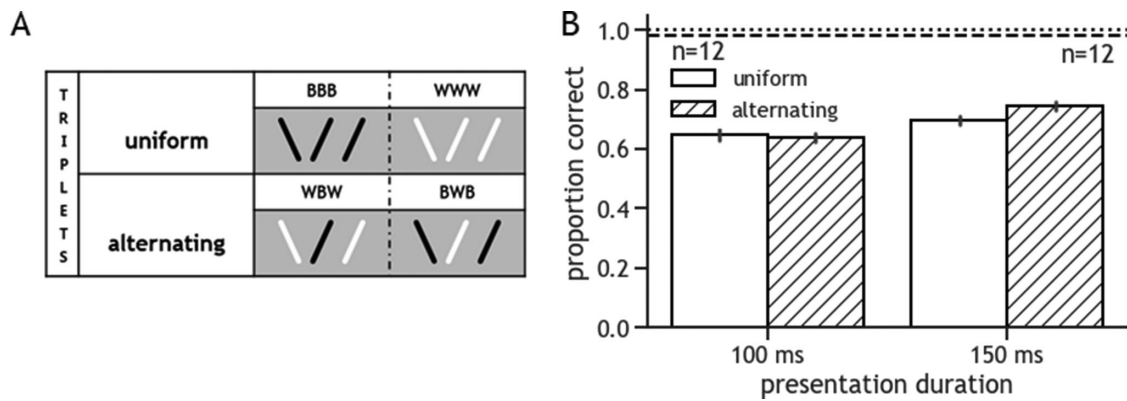 A
TRIPLETS
BBB WWW
uniform
WBW BWB
alternating
B
1.0
n=12 n=12
uniform
0.8
alternating
0.6
0.4
0.2
0.0
proportion correct
100 ms 150 ms
presentation duration